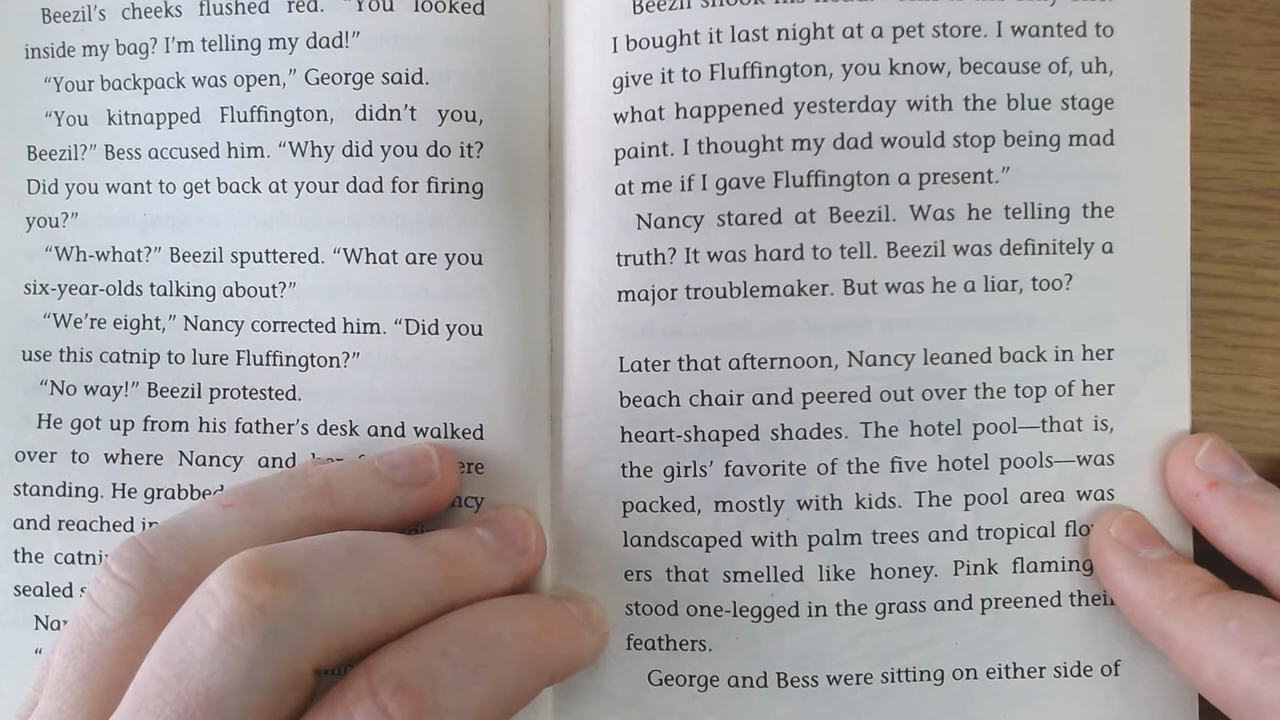 Beezil's cheeks flushed red. "You looked
inside my bag? I'm telling my dad!"
"Your backpack was open," George said.
"You kitnapped Fluffington, didn't you,
Beezil?" Bess accused him. "Why did you do it?
Did you want to get back at your dad for firing
you?"
"Wh-what?" Beezil sputtered. "What are you
six-year-olds talking about?"
"We're eight," Nancy corrected him. "Did you
use this catnip to lure Fluffington?"
"No way!" Beezil protested.
He got up from his father's desk and walked
over to where Nancy and
standing. He grabbed
and reached
the
sealed
"
Beezil shook his head.
I bought it last night at a pet store. I wanted to
give it to Fluffington, you know, because of, uh,
what happened yesterday with the blue stage
paint. I thought my dad would stop being mad
at me if I gave Fluffington a present."
Nancy stared at Beezil. Was he telling the
truth? It was hard to tell. Beezil was definitely a
major troublemaker. But was he a liar, too?
Later that afternoon, Nancy leaned back in her
beach chair and peered out over the top of her
heart-shaped shades. The hotel pool—that is,
the girls' favorite of the five hotel pools—was
packed, mostly with kids. The pool area was
landscaped with palm trees and tropical
ers that smelled like honey. Pink
stood one-legged in the grass and preened their
feathers.
George and Bess were sitting on either side of